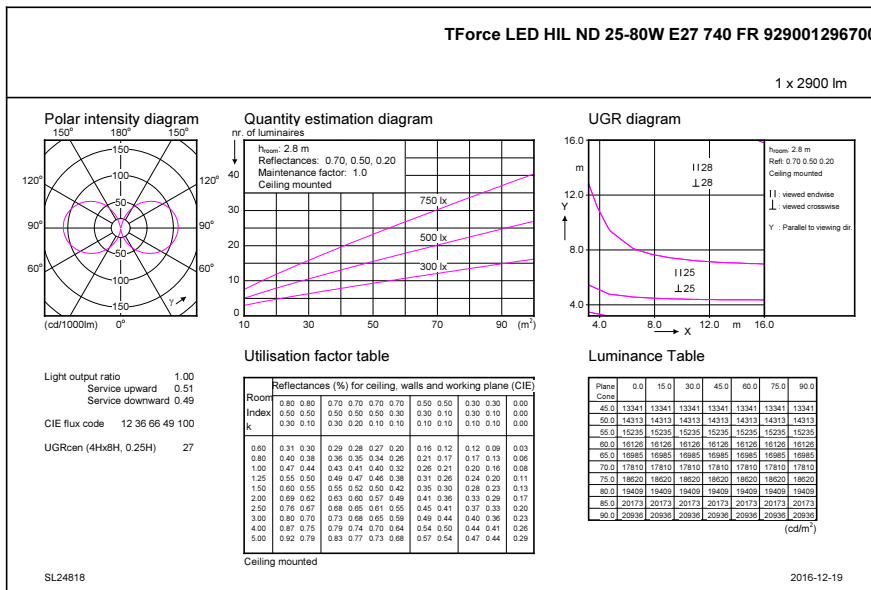 TForce LED HIL ND 25-80W E27 740 FR 929001296700
1 x 2900 lm
Polar intensity diagram
150° 180° 150°
120° 120°
90° 90°
60° 60°
150
100
50
50
100
150
γ
(cd/1000lm) 0°
Quantity estimation diagram
nr. of luminaires
hroom: 2.8 m
Reflectances: 0.70, 0.50, 0.20
Maintenance factor: 1.0
Ceiling mounted
40
30
20
10
0
750 lx
500 lx
300 lx
10 30 50 70 90 (m²)
UGR diagram
16.0
m
12.0
Y
8.0
4.0
4.0 8.0 12.0 m 16.0
X
II28
⊥28
II25
⊥25
hroom: 2.8 m
Refl: 0.70 0.50 0.20
Ceiling mounted
II : viewed endwise
⊥ : viewed crosswise
Y : Parallel to viewing dir.
Light output ratio 1.00
Service upward 0.51
Service downward 0.49
CIE flux code 12 36 66 49 100
UGRcen (4Hx8H, 0.25H) 27
Utilisation factor table
Room Index k
Reflectances (%) for ceiling, walls and working plane (CIE)
0.80 0.80 0.70 0.70 0.70 0.70 0.50 0.50 0.30 0.30 0.00
0.50 0.50 0.50 0.50 0.50 0.30 0.30 0.10 0.30 0.10 0.00
0.30 0.10 0.30 0.20 0.10 0.10 0.10 0.10 0.10 0.10 0.00
0.60 0.31 0.30 0.29 0.28 0.27 0.20 0.16 0.12 0.12 0.09 0.03
0.80 0.40 0.38 0.36 0.35 0.34 0.26 0.21 0.17 0.17 0.13 0.06
1.00 0.47 0.44 0.43 0.41 0.40 0.32 0.26 0.21 0.20 0.16 0.08
1.25 0.55 0.50 0.49 0.47 0.46 0.38 0.31 0.26 0.24 0.20 0.11
1.50 0.60 0.55 0.55 0.52 0.50 0.42 0.35 0.30 0.28 0.23 0.13
2.00 0.69 0.62 0.63 0.60 0.57 0.49 0.41 0.36 0.33 0.29 0.17
2.50 0.76 0.67 0.68 0.65 0.61 0.55 0.45 0.41 0.37 0.33 0.20
3.00 0.80 0.70 0.73 0.68 0.65 0.59 0.49 0.44 0.40 0.36 0.23
4.00 0.87 0.75 0.79 0.74 0.70 0.64 0.54 0.50 0.44 0.41 0.26
5.00 0.92 0.79 0.83 0.77 0.73 0.68 0.57 0.54 0.47 0.44 0.29
Ceiling mounted
Luminance Table
Plane Cone 0.0 15.0 30.0 45.0 60.0 75.0 90.0
45.0 13341 13341 13341 13341 13341 13341 13341
50.0 14313 14313 14313 14313 14313 14313 14313
55.0 15235 15235 15235 15235 15235 15235 15235
60.0 16126 16126 16126 16126 16126 16126 16126
65.0 16985 16985 16985 16985 16985 16985 16985
70.0 17810 17810 17810 17810 17810 17810 17810
75.0 18620 18620 18620 18620 18620 18620 18620
80.0 19409 19409 19409 19409 19409 19409 19409
85.0 20173 20173 20173 20173 20173 20173 20173
90.0 20936 20936 20936 20936 20936 20936 20936
(cd/m²)
SL24818
2016-12-19